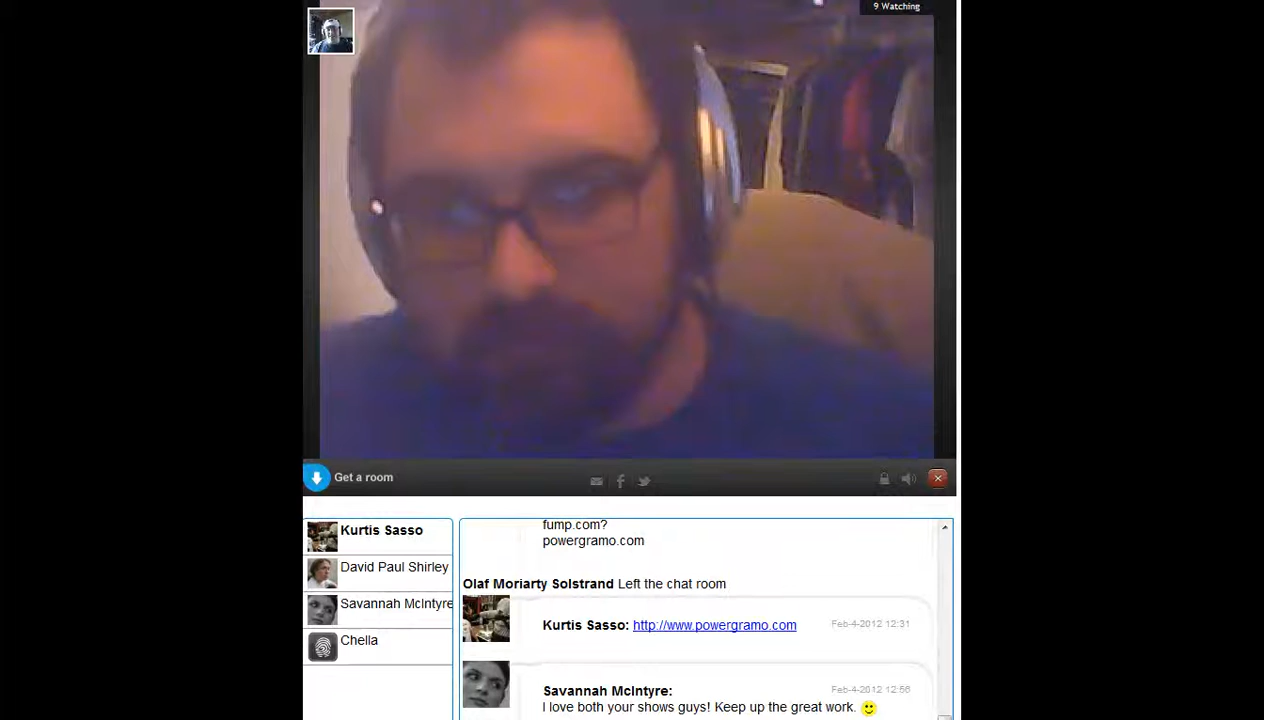 9 Watching
Get a room
Kurtis Sasso
David Paul Shirley
Savannah McIntyre
Chella
fump.com?
powergramo.com
Olaf Moriarty Solstrand Left the chat room
Kurtis Sasso: http://www.powergramo.com Feb-4-2012 12:31
Savannah McIntyre: Feb-4-2012 12:56
I love both your shows guys! Keep up the great work.